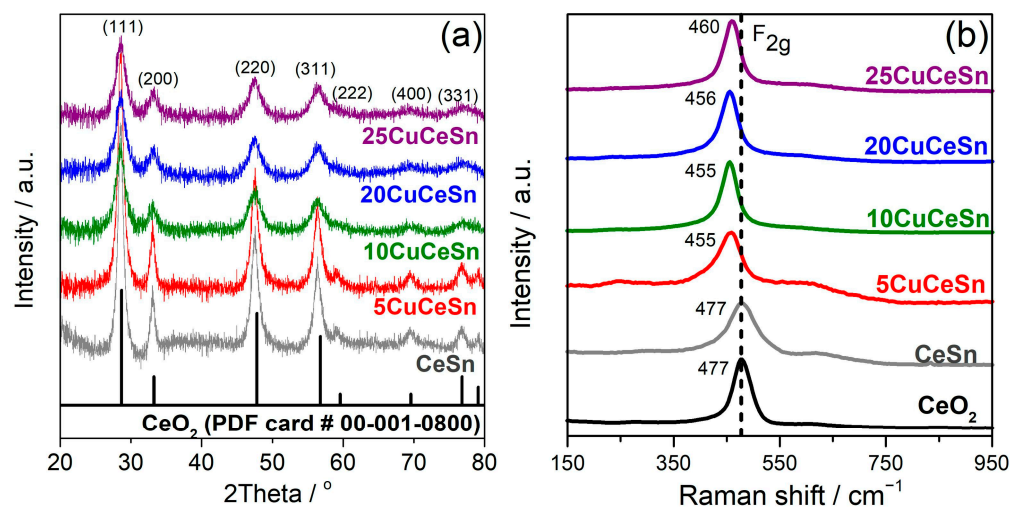 (a)
(111)
(200)
(220)
(311)
(222)
(400)
(331)
25CuCeSn
20CuCeSn
10CuCeSn
5CuCeSn
CeSn
CeO₂ (PDF card # 00-001-0800)
Intensity / a.u.
20 30 40 50 60 70 80
2Theta / °
(b)
F2g
460
25CuCeSn
456
20CuCeSn
455
10CuCeSn
455
5CuCeSn
477
CeSn
477
CeO₂
Intensity / a.u.
150 350 550 750 950
Raman shift / cm⁻¹